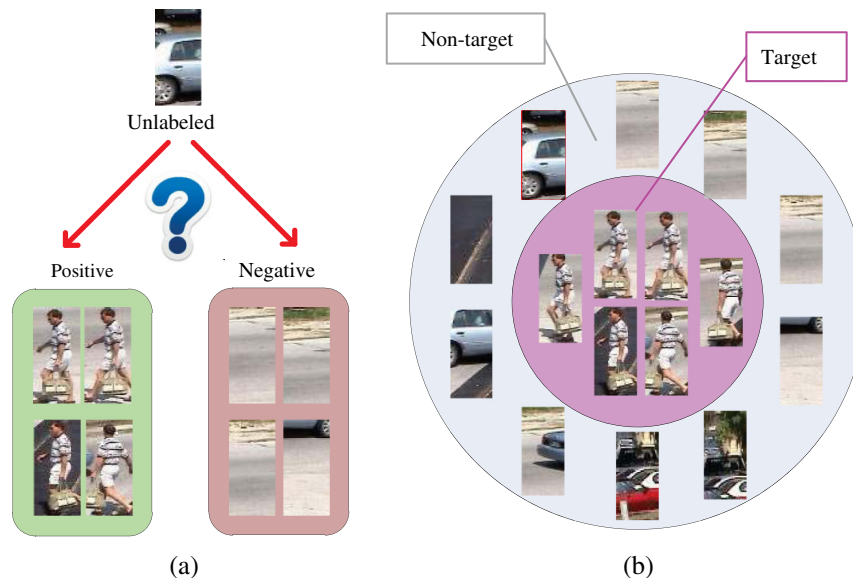 Unlabeled
Positive
Negative
(a)
Non-target
Target
(b)